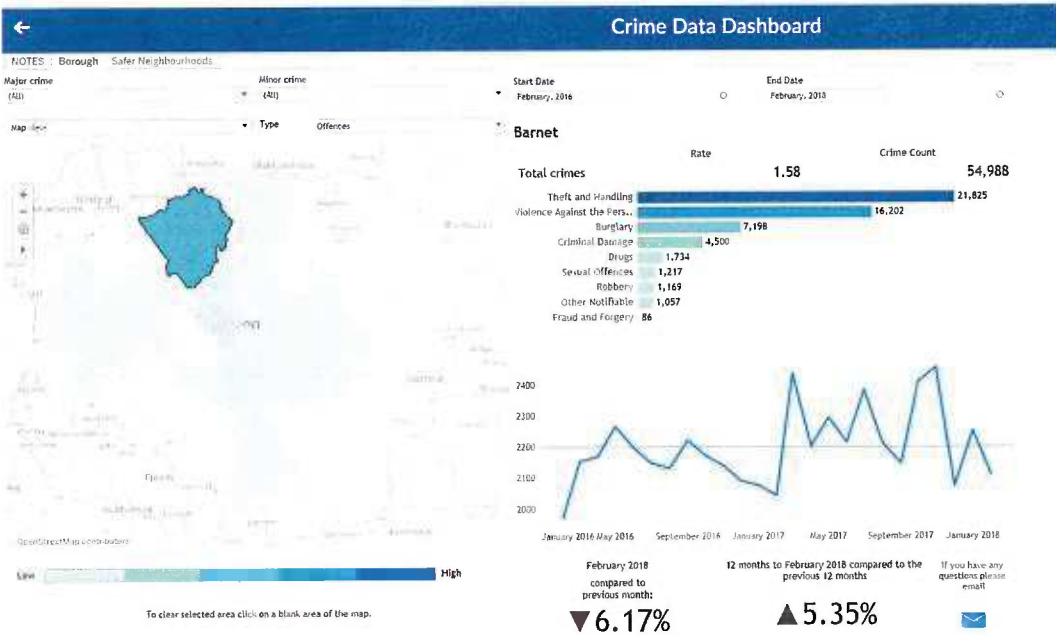 Crime Data Dashboard
NOTES : Borough Safer Neighbourhoods
Major crime
(All)
Minor crime
(All)
Start Date
February, 2016
End Date
February, 2018
Map
Type
Offences
Barnet
Rate
Crime Count
Total crimes 1.58 54,988
Theft and Handling 21,825
Violence Against the Pers.. 16,202
Burglary 7,198
Criminal Damage 4,500
Drugs 1,734
Sexual Offences 1,217
Robbery 1,169
Other Notifiable 1,057
Fraud and Forgery 86
2400
2300
2200
2100
2000
January 2016 May 2016 September 2016 January 2017 May 2017 September 2017 January 2018
OpenStreetMap contributors
Low
High
To clear selected area click on a blank area of the map.
February 2018
compared to
previous month:
▼6.17%
12 months to February 2018 compared to the
previous 12 months
▲5.35%
If you have any
questions please
email